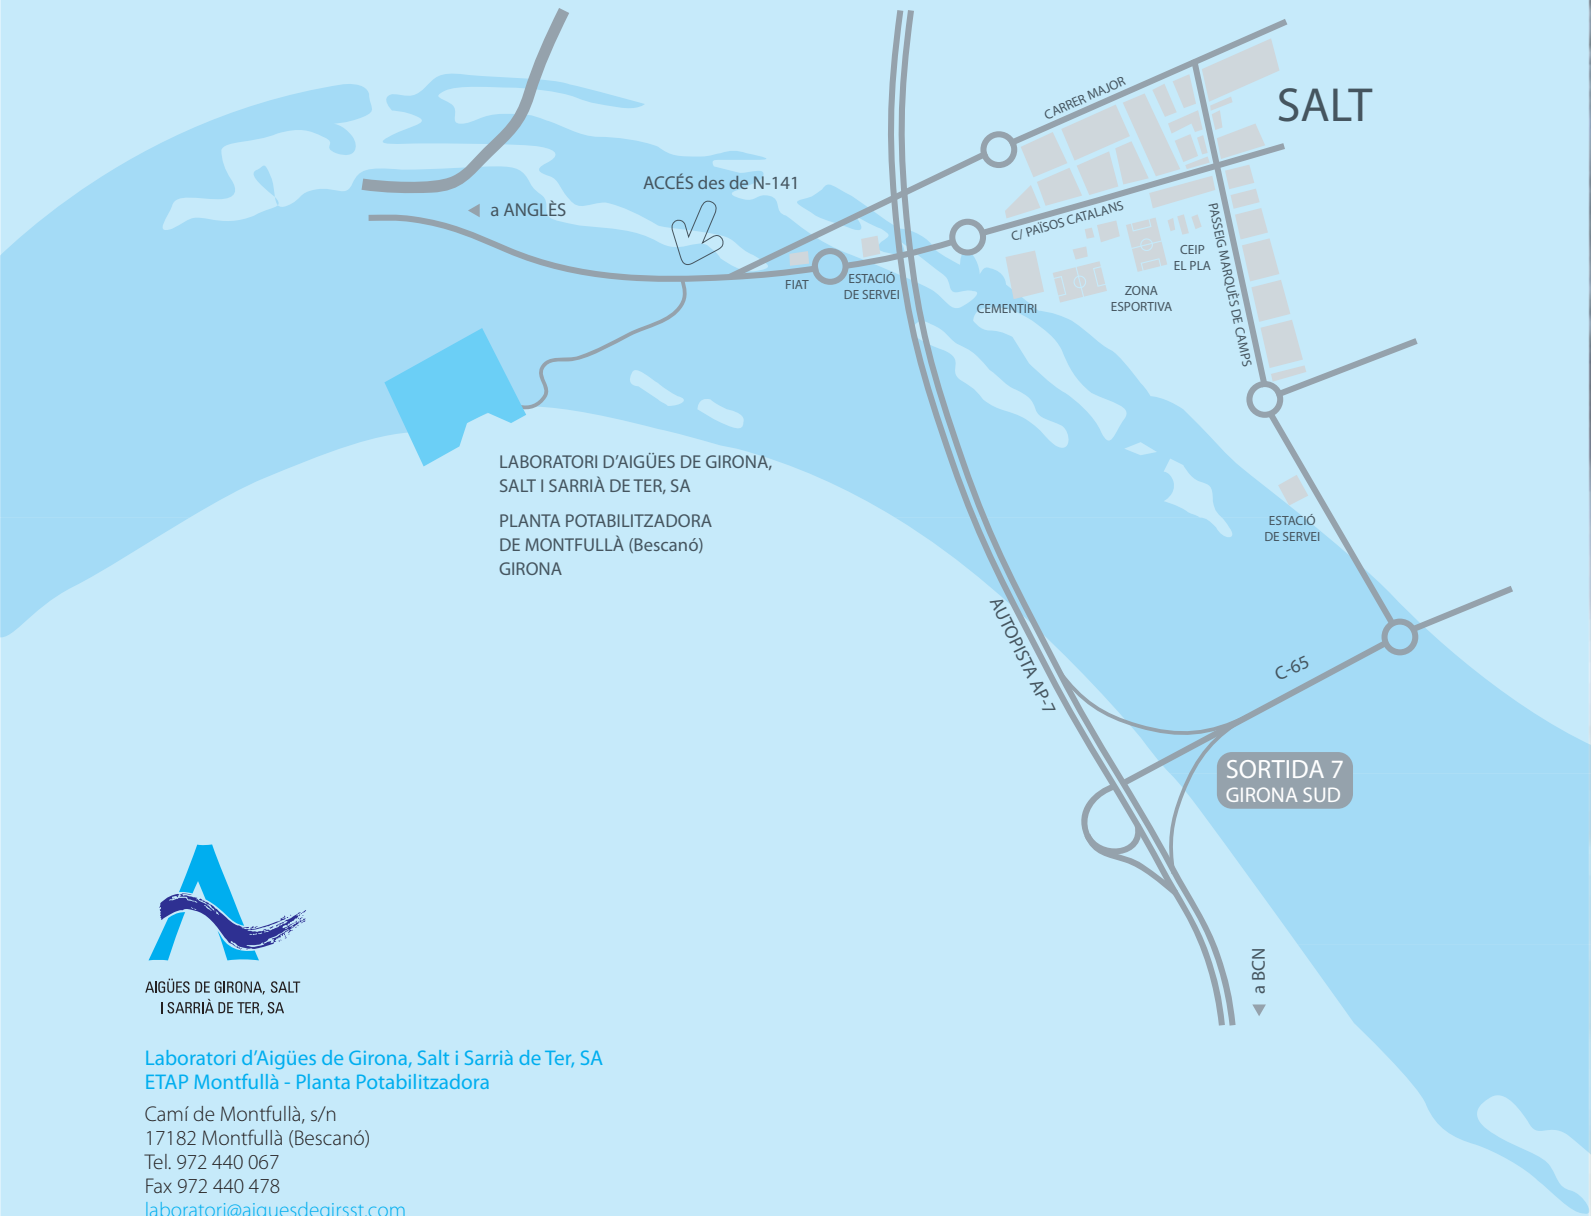 SALT
CARRER MAJOR
ACCÉS des de N-141
a ANGLÈS
C/ PAÏSOS CATALANS
PASSEIG MARQUÈS DE CAMPS
CEIP
EL PLA
FIAT
ESTACIÓ
DE SERVEI
CEMENTIRI
ZONA
ESPORTIVA
LABORATORI D’AIGÜES DE GIRONA,
SALT I SARRIÀ DE TER, SA
PLANTA POTABILITZADORA
DE MONTFULLÀ (Bescanó)
GIRONA
ESTACIÓ
DE SERVEI
AUTOPISTA AP-7
C-65
SORTIDA 7
GIRONA SUD
a BCN
AIGÜES DE GIRONA, SALT
I SARRIÀ DE TER, SA
Laboratori d’Aigües de Girona, Salt i Sarrià de Ter, SA
ETAP Montfullà - Planta Potabilitzadora
Camí de Montfullà, s/n
17182 Montfullà (Bescanó)
Tel. 972 440 067
Fax 972 440 478
laboratori@aiguesdegirsst.com